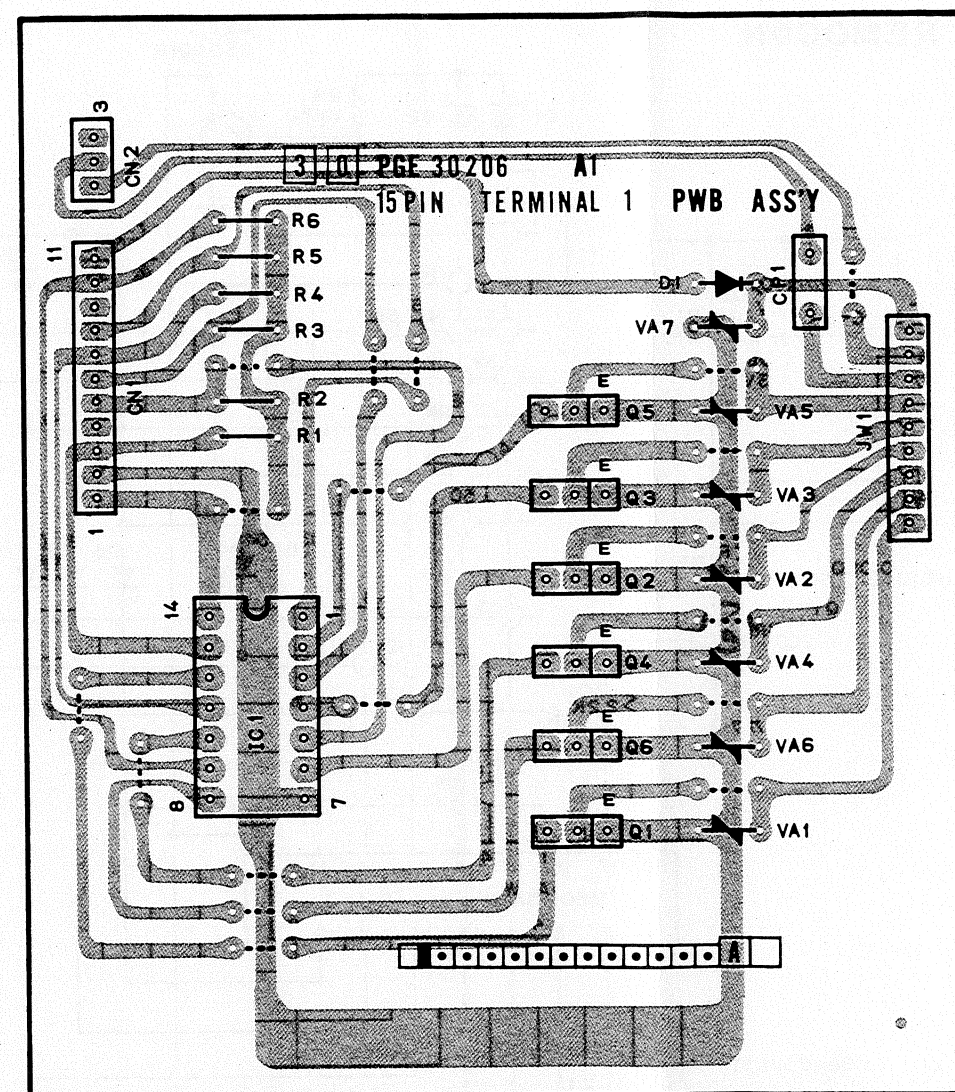 3
CN2
3 0 PGE 30206 A1
15PIN TERMINAL 1 PWB ASS'Y
R6
11
R5
D1
CP1
R4
VA7
R3
E
CN1
R2
Q5
VA5
JW1
R1
E
Q3
VA3
1
E
Q2
VA2
14
1
E
Q4
VA4
IC1
E
Q6
VA6
8
7
E
Q1
VA1
A